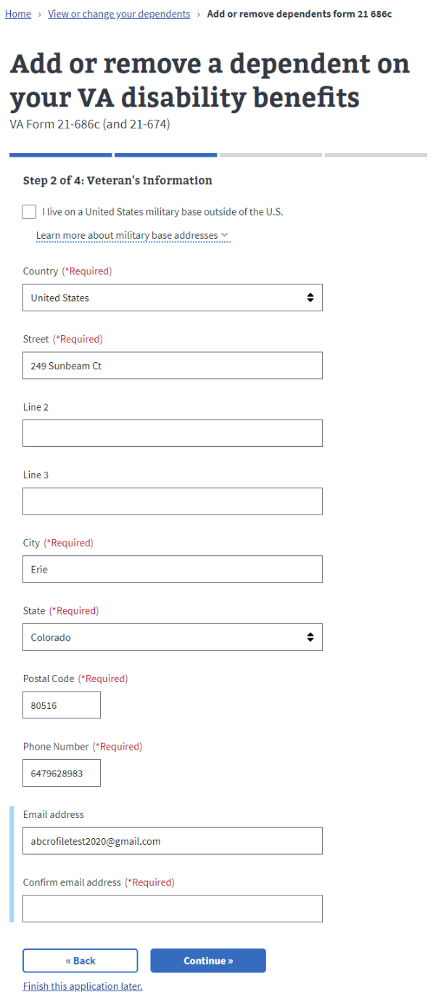 Home › View or change your dependents › Add or remove dependents form 21 686c
Add or remove a dependent on
your VA disability benefits
VA Form 21-686c (and 21-674)
Step 2 of 4: Veteran's Information
I live on a United States military base outside of the U.S.
Learn more about military base addresses
Country (*Required)
United States
Street (*Required)
249 Sunbeam Ct
Line 2
Line 3
City (*Required)
Erie
State (*Required)
Colorado
Postal Code (*Required)
80516
Phone Number (*Required)
6479628983
Email address
abcrofiletest2020@gmail.com
Confirm email address (*Required)
« Back
Continue »
Finish this application later.